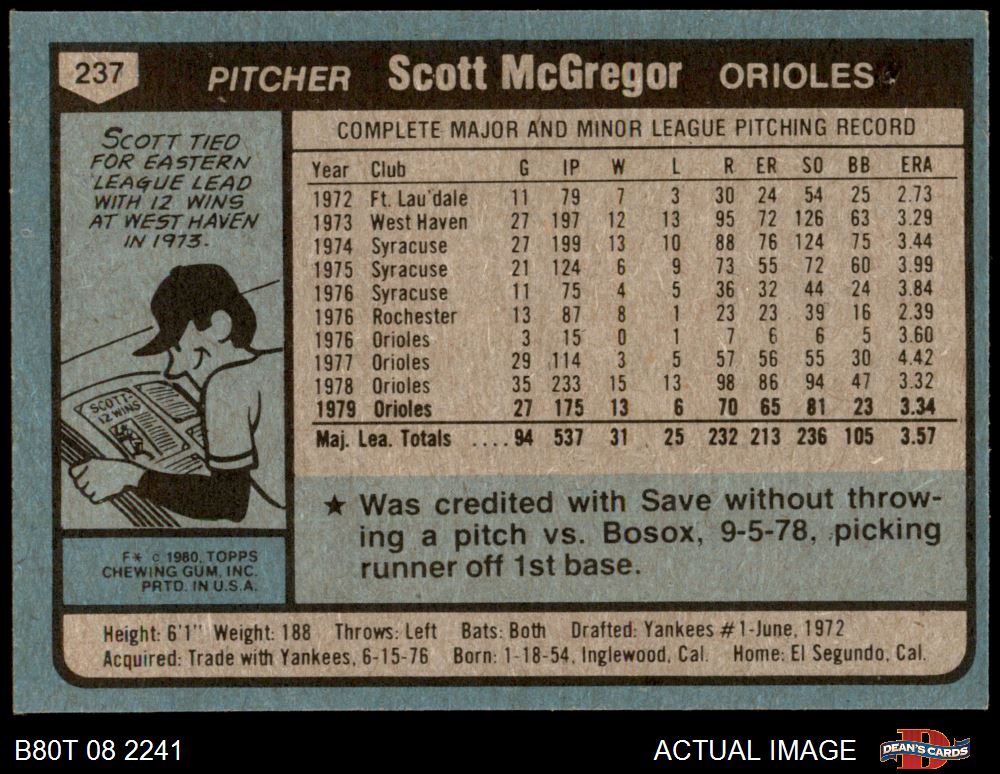 237 PITCHER Scott McGregor ORIOLES
SCOTT TIED
FOR EASTERN
LEAGUE LEAD
WITH 12 WINS
AT WEST HAVEN
IN 1973.
SCOTT-
12 WINS
F* © 1980, TOPPS
CHEWING GUM, INC.
PRTD. IN U.S.A.
COMPLETE MAJOR AND MINOR LEAGUE PITCHING RECORD
Year Club G IP W L R ER SO BB ERA
1972 Ft. Lau'dale 11 79 7 3 30 24 54 25 2.73
1973 West Haven 27 197 12 13 95 72 126 63 3.29
1974 Syracuse 27 199 13 10 88 76 124 75 3.44
1975 Syracuse 21 124 6 9 73 55 72 60 3.99
1976 Syracuse 11 75 4 5 36 32 44 24 3.84
1976 Rochester 13 87 8 1 23 23 39 16 2.39
1976 Orioles 3 15 0 1 7 6 6 5 3.60
1977 Orioles 29 114 3 5 57 56 55 30 4.42
1978 Orioles 35 233 15 13 98 86 94 47 3.32
1979 Orioles 27 175 13 6 70 65 81 23 3.34
Maj. Lea. Totals ....94 537 31 25 232 213 236 105 3.57
★ Was credited with Save without throw-
ing a pitch vs. Bosox, 9-5-78, picking
runner off 1st base.
Height: 6'1" Weight: 188 Throws: Left Bats: Both Drafted: Yankees #1-June, 1972
Acquired: Trade with Yankees, 6-15-76 Born: 1-18-54, Inglewood, Cal. Home: El Segundo, Cal.
B80T 08 2241 ACTUAL IMAGE DEAN'S CARDS